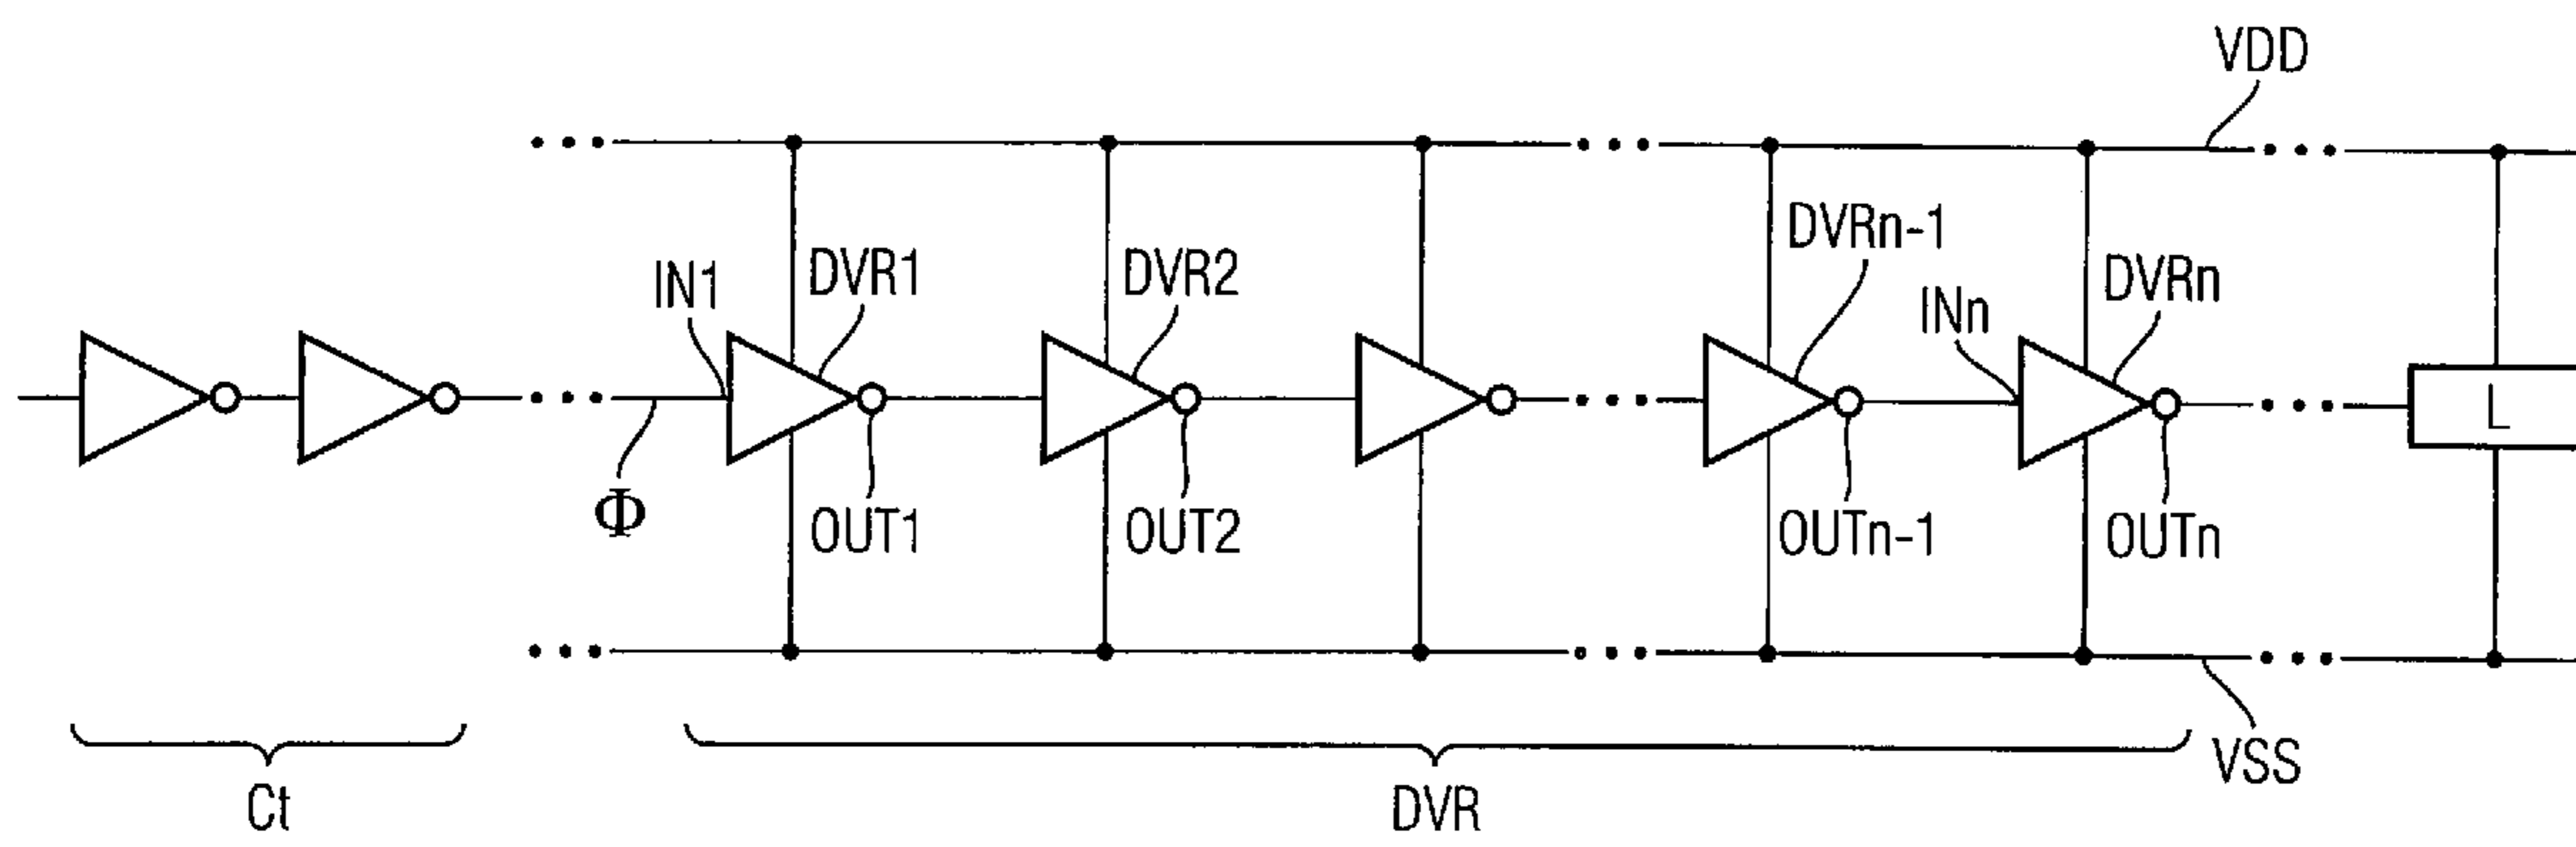 VDD
DVRn-1
IN1
DVR1
DVR2
INn
DVRn
L
Φ
OUT1
OUT2
OUTn-1
OUTn
VSS
Ct
DVR